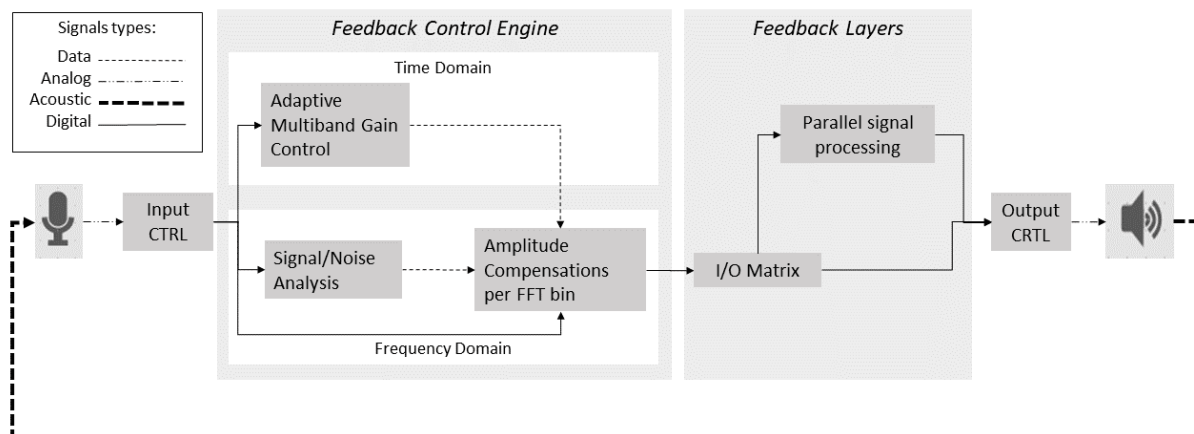 Signals types:
Data
Analog
Acoustic
Digital
Feedback Control Engine
Time Domain
Adaptive
Multiband Gain
Control
Input
CTRL
Signal/Noise
Analysis
Amplitude
Compensations
per FFT bin
Frequency Domain
Feedback Layers
Parallel signal
processing
I/O Matrix
Output
CRTL